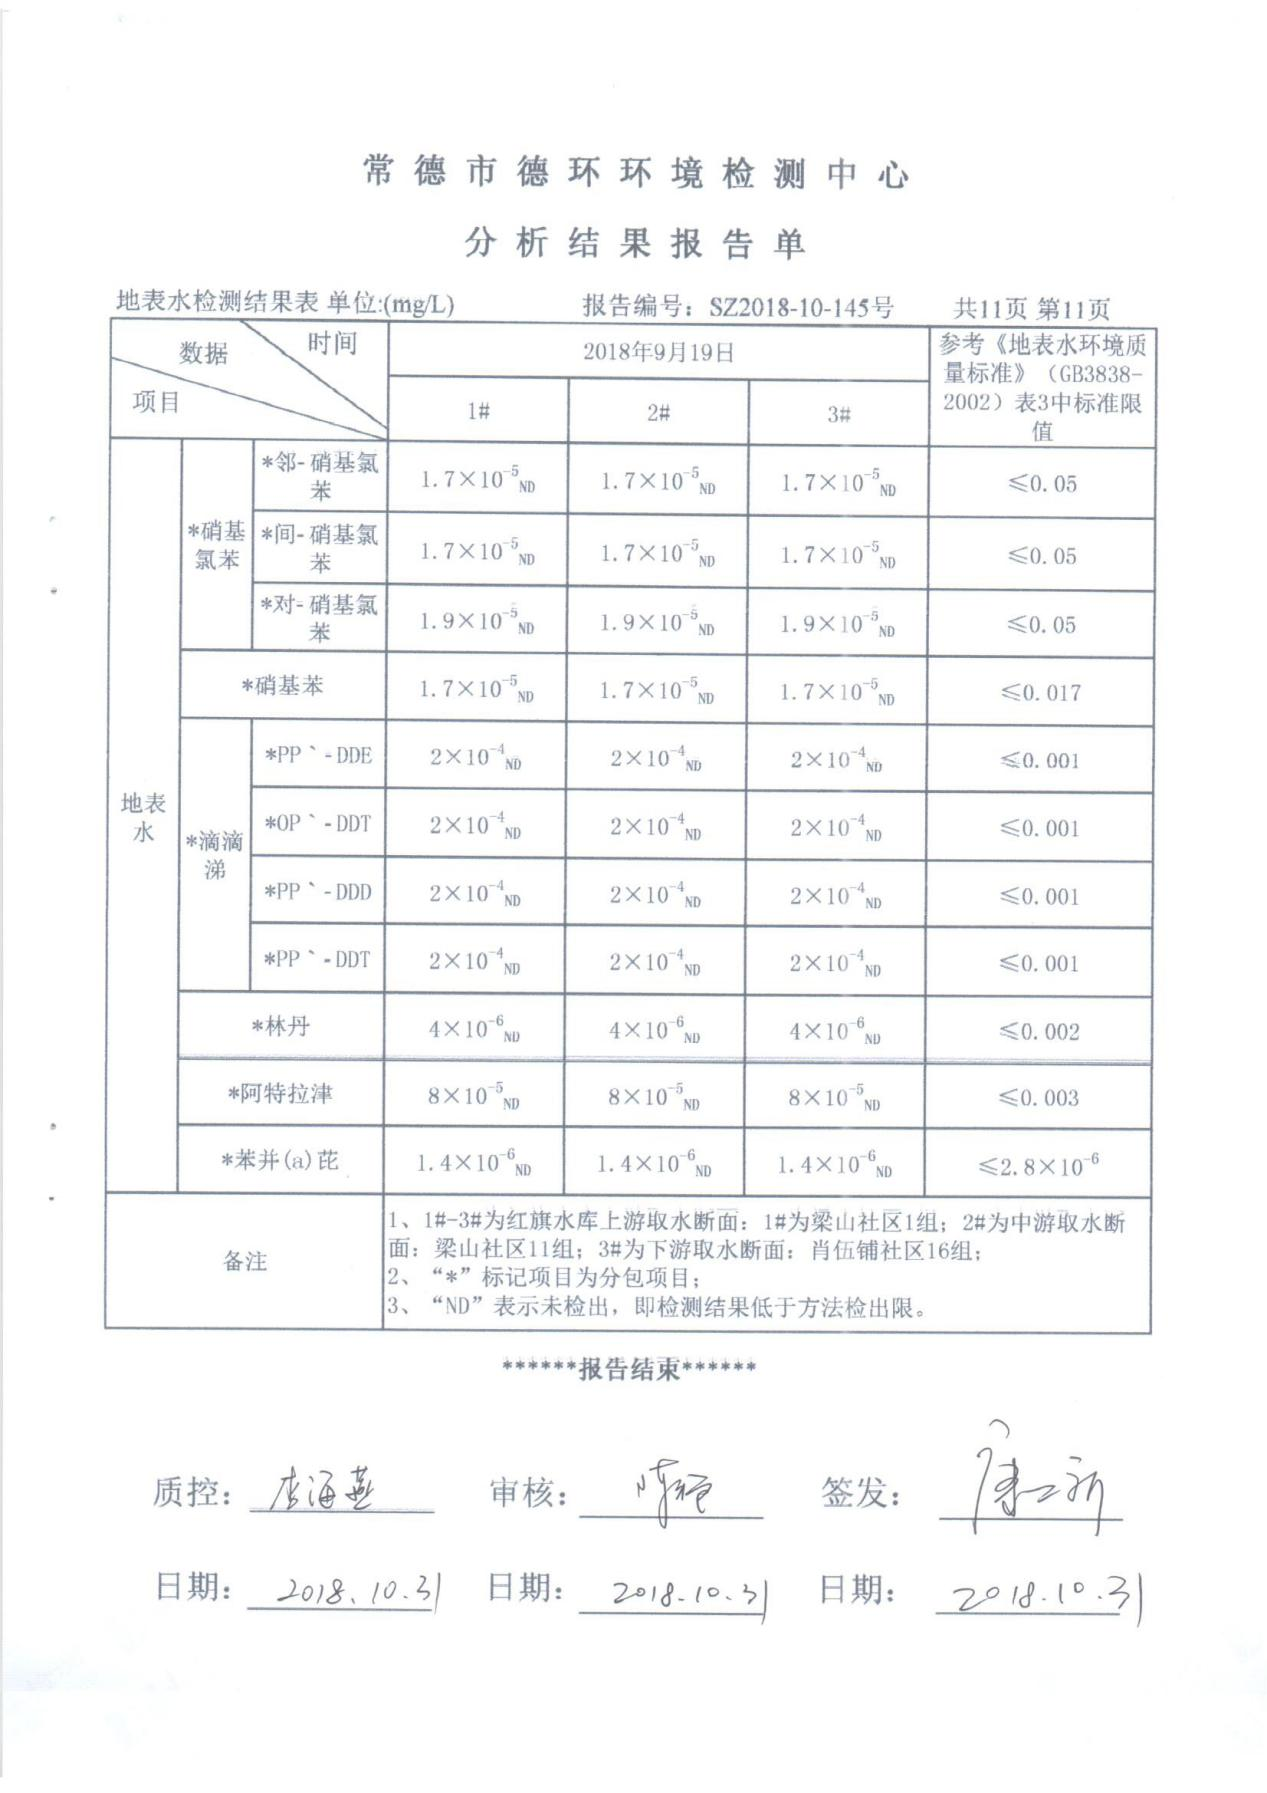 常德市德环环境检测中心
分析结果报告单
地表水检测结果表 单位:(mg/L) 报告编号：SZ2018-10-145号 共11页 第11页
数据 时间 项目 2018年9月19日 参考《地表水环境质
量标准》（GB3838-
2002）表3中标准限
值
1# 2# 3#
地表
水
*硝基
氯苯
*邻-硝基氯
苯
1.7×10⁻⁵ND 1.7×10⁻⁵ND 1.7×10⁻⁵ND ≤0.05
*间-硝基氯
苯
1.7×10⁻⁵ND 1.7×10⁻⁵ND 1.7×10⁻⁵ND ≤0.05
*对-硝基氯
苯
1.9×10⁻⁵ND 1.9×10⁻⁵ND 1.9×10⁻⁵ND ≤0.05
*硝基苯 1.7×10⁻⁵ND 1.7×10⁻⁵ND 1.7×10⁻⁵ND ≤0.017
*滴滴
涕
*PP｀-DDE 2×10⁻⁴ND 2×10⁻⁴ND 2×10⁻⁴ND ≤0.001
*OP｀-DDT 2×10⁻⁴ND 2×10⁻⁴ND 2×10⁻⁴ND ≤0.001
*PP｀-DDD 2×10⁻⁴ND 2×10⁻⁴ND 2×10⁻⁴ND ≤0.001
*PP｀-DDT 2×10⁻⁴ND 2×10⁻⁴ND 2×10⁻⁴ND ≤0.001
*林丹 4×10⁻⁶ND 4×10⁻⁶ND 4×10⁻⁶ND ≤0.002
*阿特拉津 8×10⁻⁵ND 8×10⁻⁵ND 8×10⁻⁵ND ≤0.003
*苯并(a)芘 1.4×10⁻⁶ND 1.4×10⁻⁶ND 1.4×10⁻⁶ND ≤2.8×10⁻⁶
备注
1、1#-3#为红旗水库上游取水断面：1#为梁山社区1组；2#为中游取水断
面：梁山社区11组；3#为下游取水断面：肖伍铺社区16组；
2、“*”标记项目为分包项目；
3、“ND”表示未检出，即检测结果低于方法检出限。
******报告结束******
质控：李海燕 审核： 签发：
日期：2018.10.31 日期：2018.10.31 日期：2018.10.31